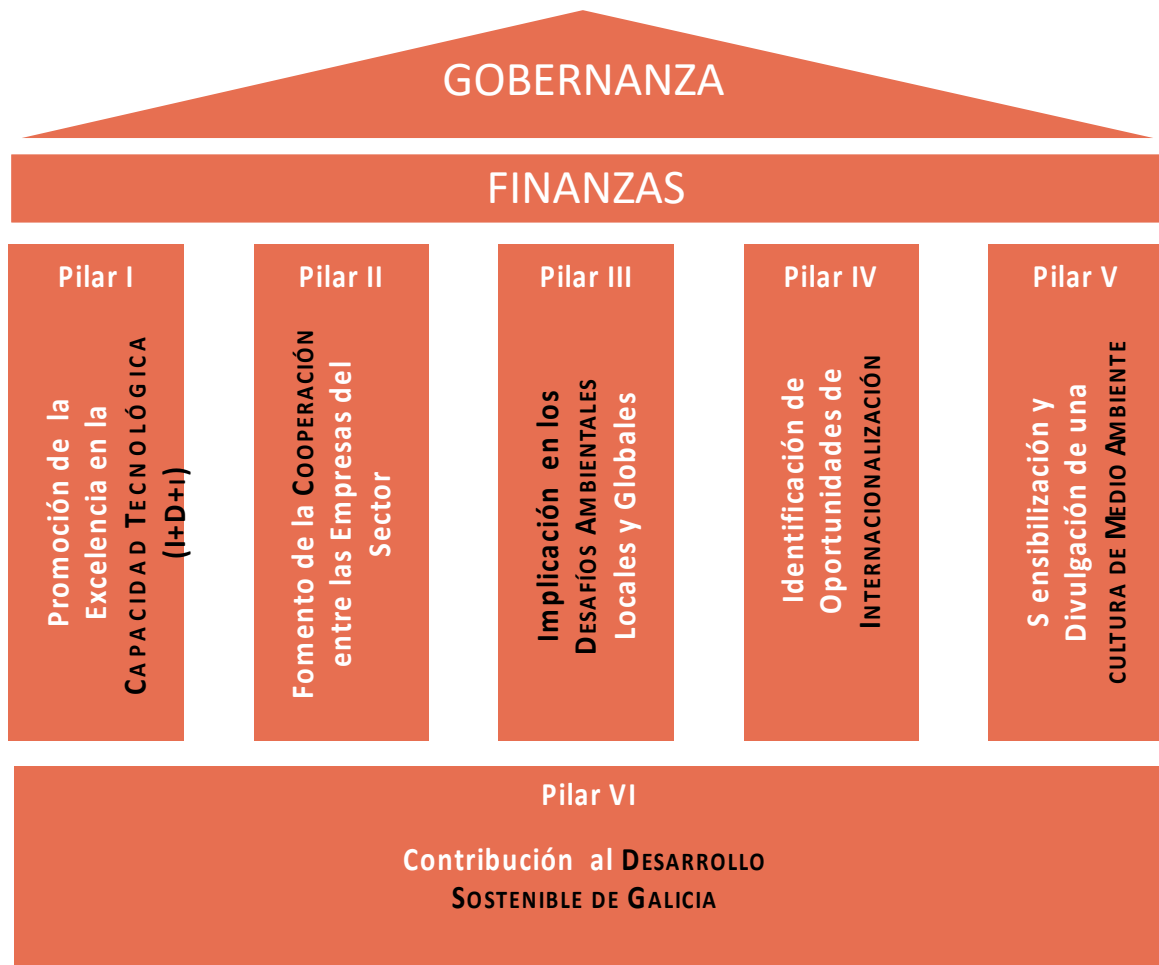 GOBERNANZA
FINANZAS
Pilar I
Promoción de la
Excelencia en la
CAPACIDAD TECNOLÓGICA
(I+D+I)
Pilar II
Fomento de la COOPERACIÓN
entre las Empresas del
Sector
Pilar III
Implicación en los
DESAFÍOS AMBIENTALES
Locales y Globales
Pilar IV
Identificación de
Oportunidades de
INTERNACIONALIZACIÓN
Pilar V
S ensibilización y
Divulgación de una
CULTURA DE MEDIO AMBIENTE
Pilar VI
Contribución al DESARROLLO
SOSTENIBLE DE GALICIA